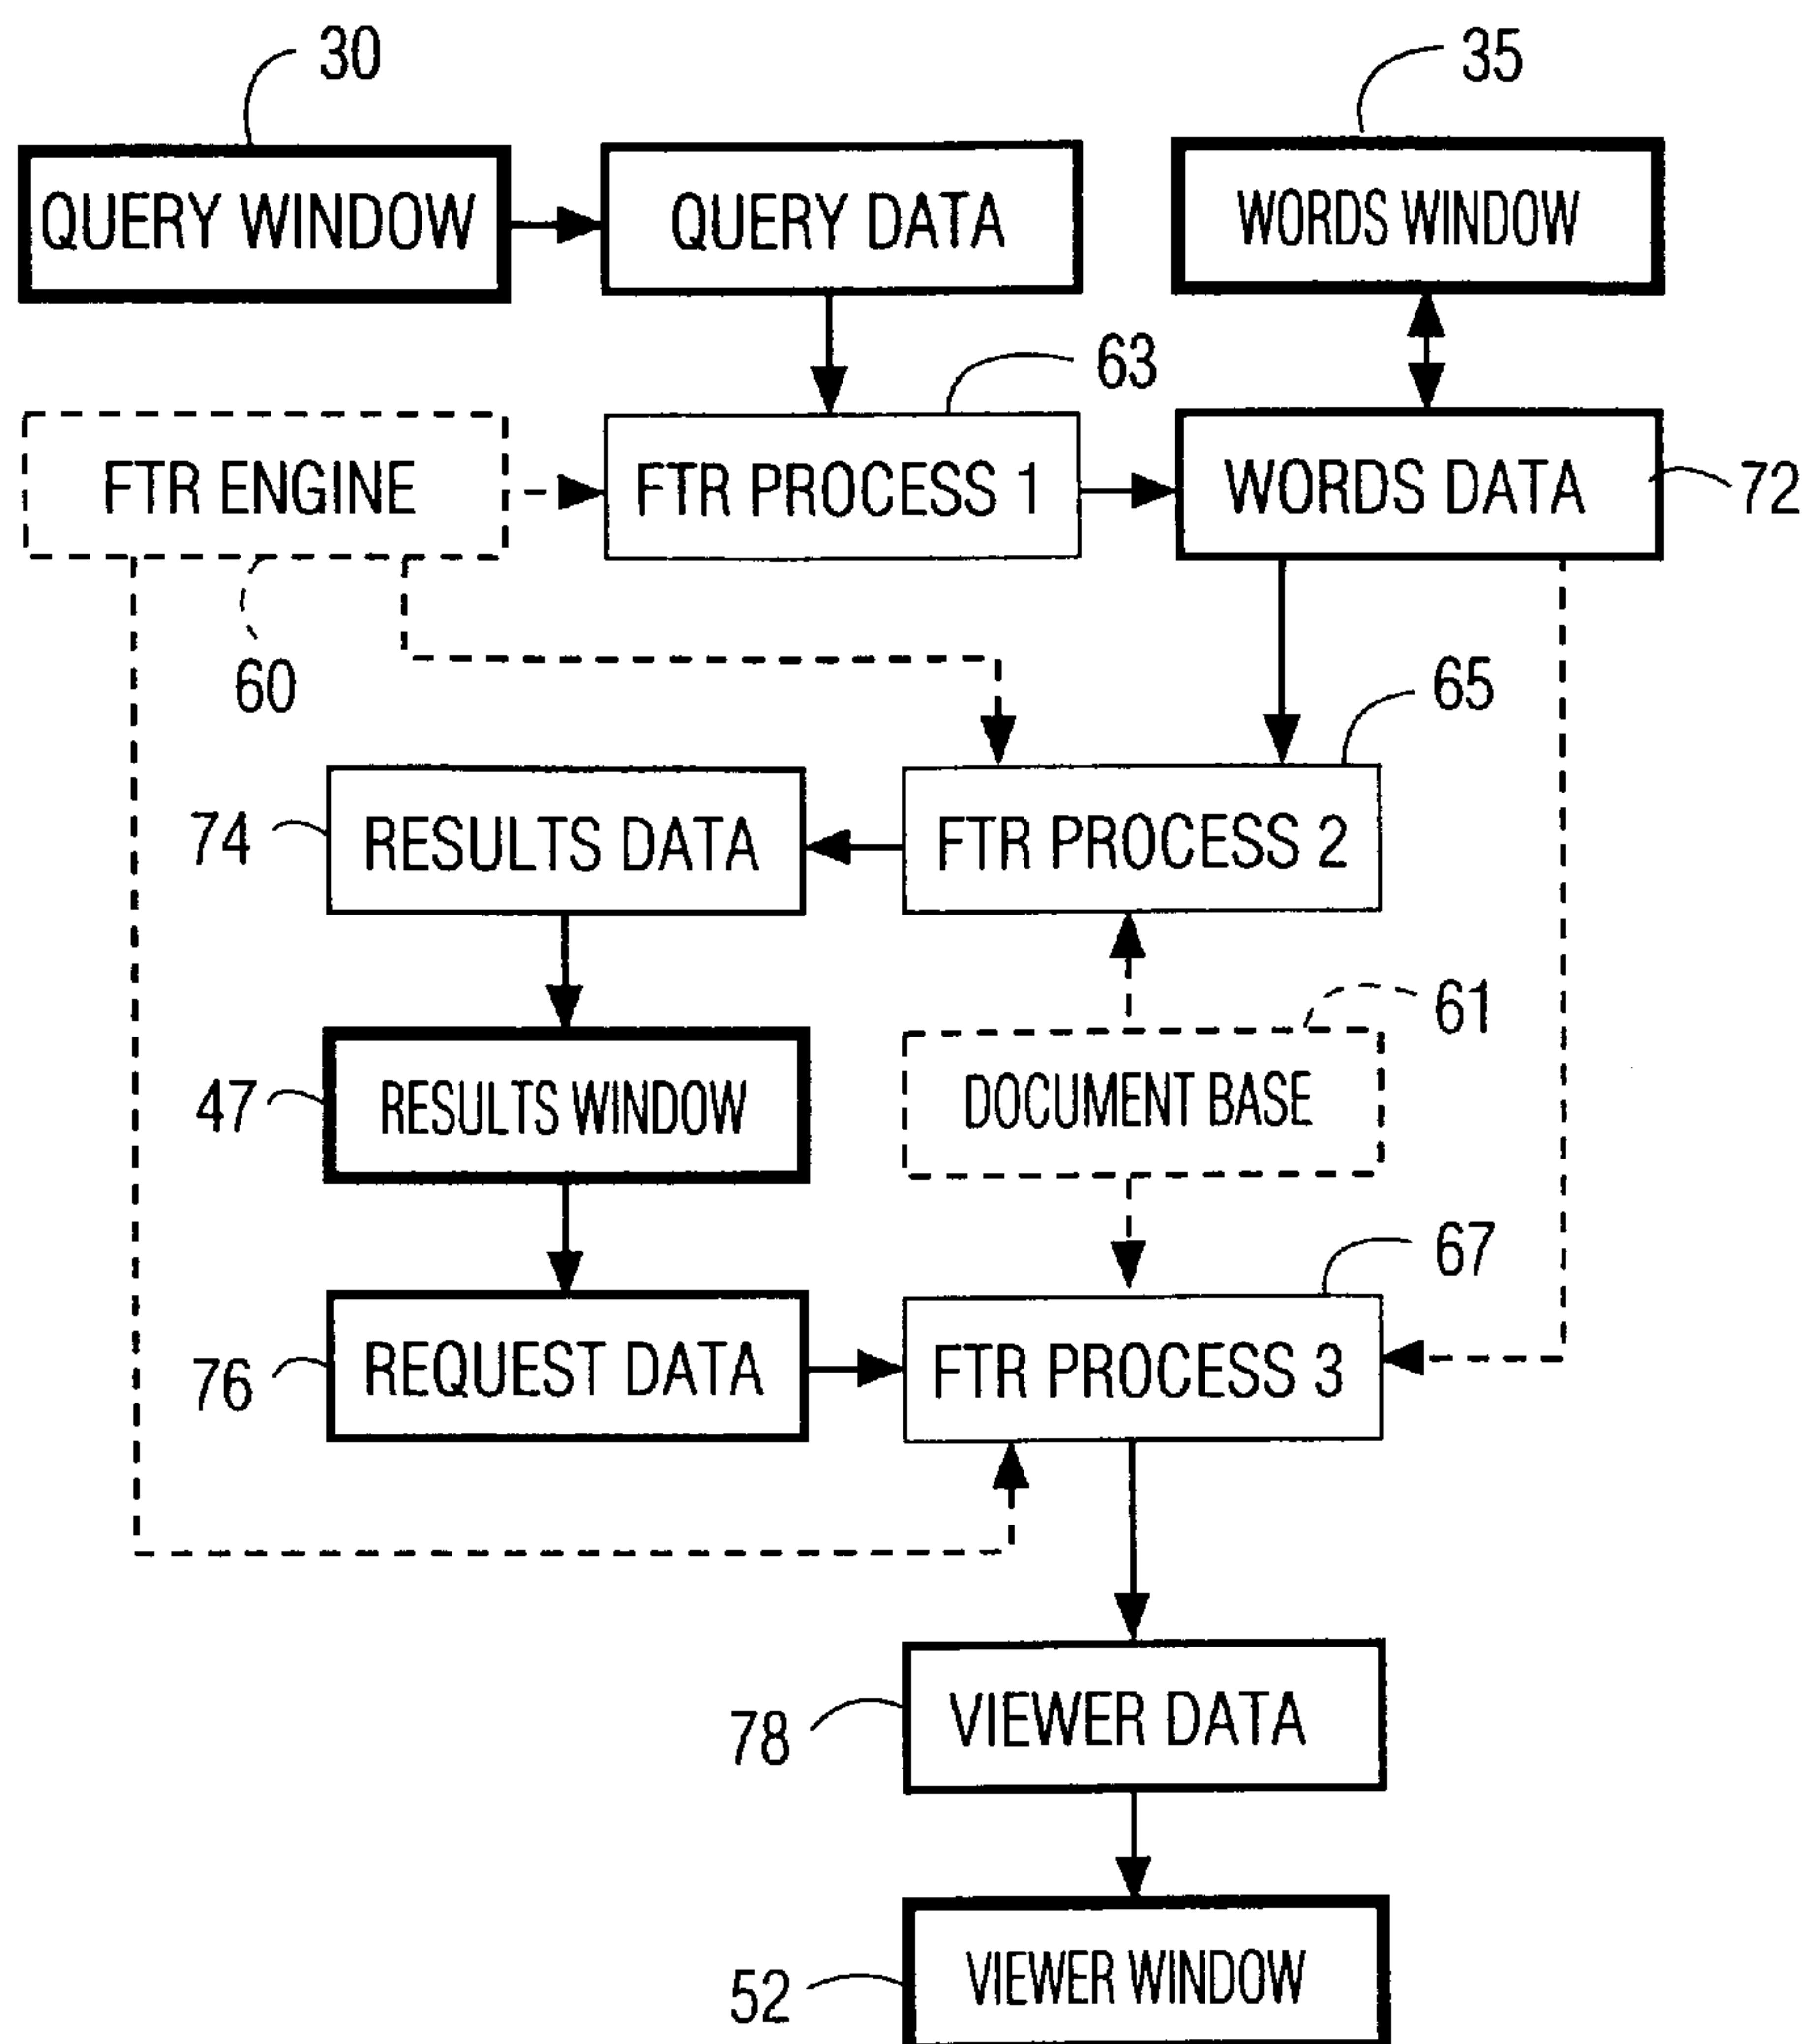 30
35
QUERY WINDOW
QUERY DATA
WORDS WINDOW
63
FTR ENGINE
FTR PROCESS 1
WORDS DATA
72
60
65
74
RESULTS DATA
FTR PROCESS 2
61
47
RESULTS WINDOW
DOCUMENT BASE
67
76
REQUEST DATA
FTR PROCESS 3
78
VIEWER DATA
52
VIEWER WINDOW